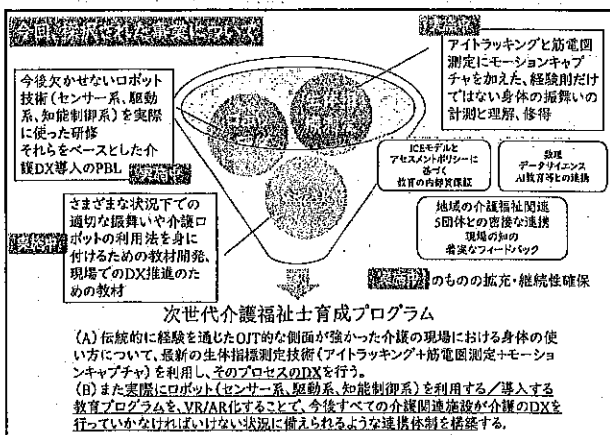 今回、採択された事業について
アイトラッキングと筋電図
測定にモーションキャプ
チャを加えた、経験則だけ
ではない身体の振舞いの
計測と理解、修得
今後欠かせないロボット
技術(センサー系、駆動
系、知能制御系)を実際
に使った研修
それらをベースとした介
護DX導入のPBL
ICEモデルと
アセスメントポリシーに
基づく
教育の内部質保証
数理
データサイエンス
AI教育等との連携
さまざまな状況下での
適切な振舞いや介護ロ
ボットの利用法を身に
付けるための教材開発、
現場でのDX推進のた
めの教材
地域の介護福祉関連
5団体との密接な連携
現場の知の
着実なフィードバック
のものの拡充・継続性確保
次世代介護福祉士育成プログラム
(A)伝統的に経験を通じたOJT的な側面が強かった介護の現場における身体の使
い方について、最新の生体指標測定技術(アイトラッキング+筋電図測定+モーショ
ンキャプチャ)を利用し、そのプロセスのDXを行う。
(B)また実際にロボット(センサー系、駆動系、知能制御系)を利用する/導入する
教育プログラムを、VR/AR化することで、今後すべての介護関連施設が介護のDXを
行っていかなければいけない状況に備えられるような連携体制を構築する。